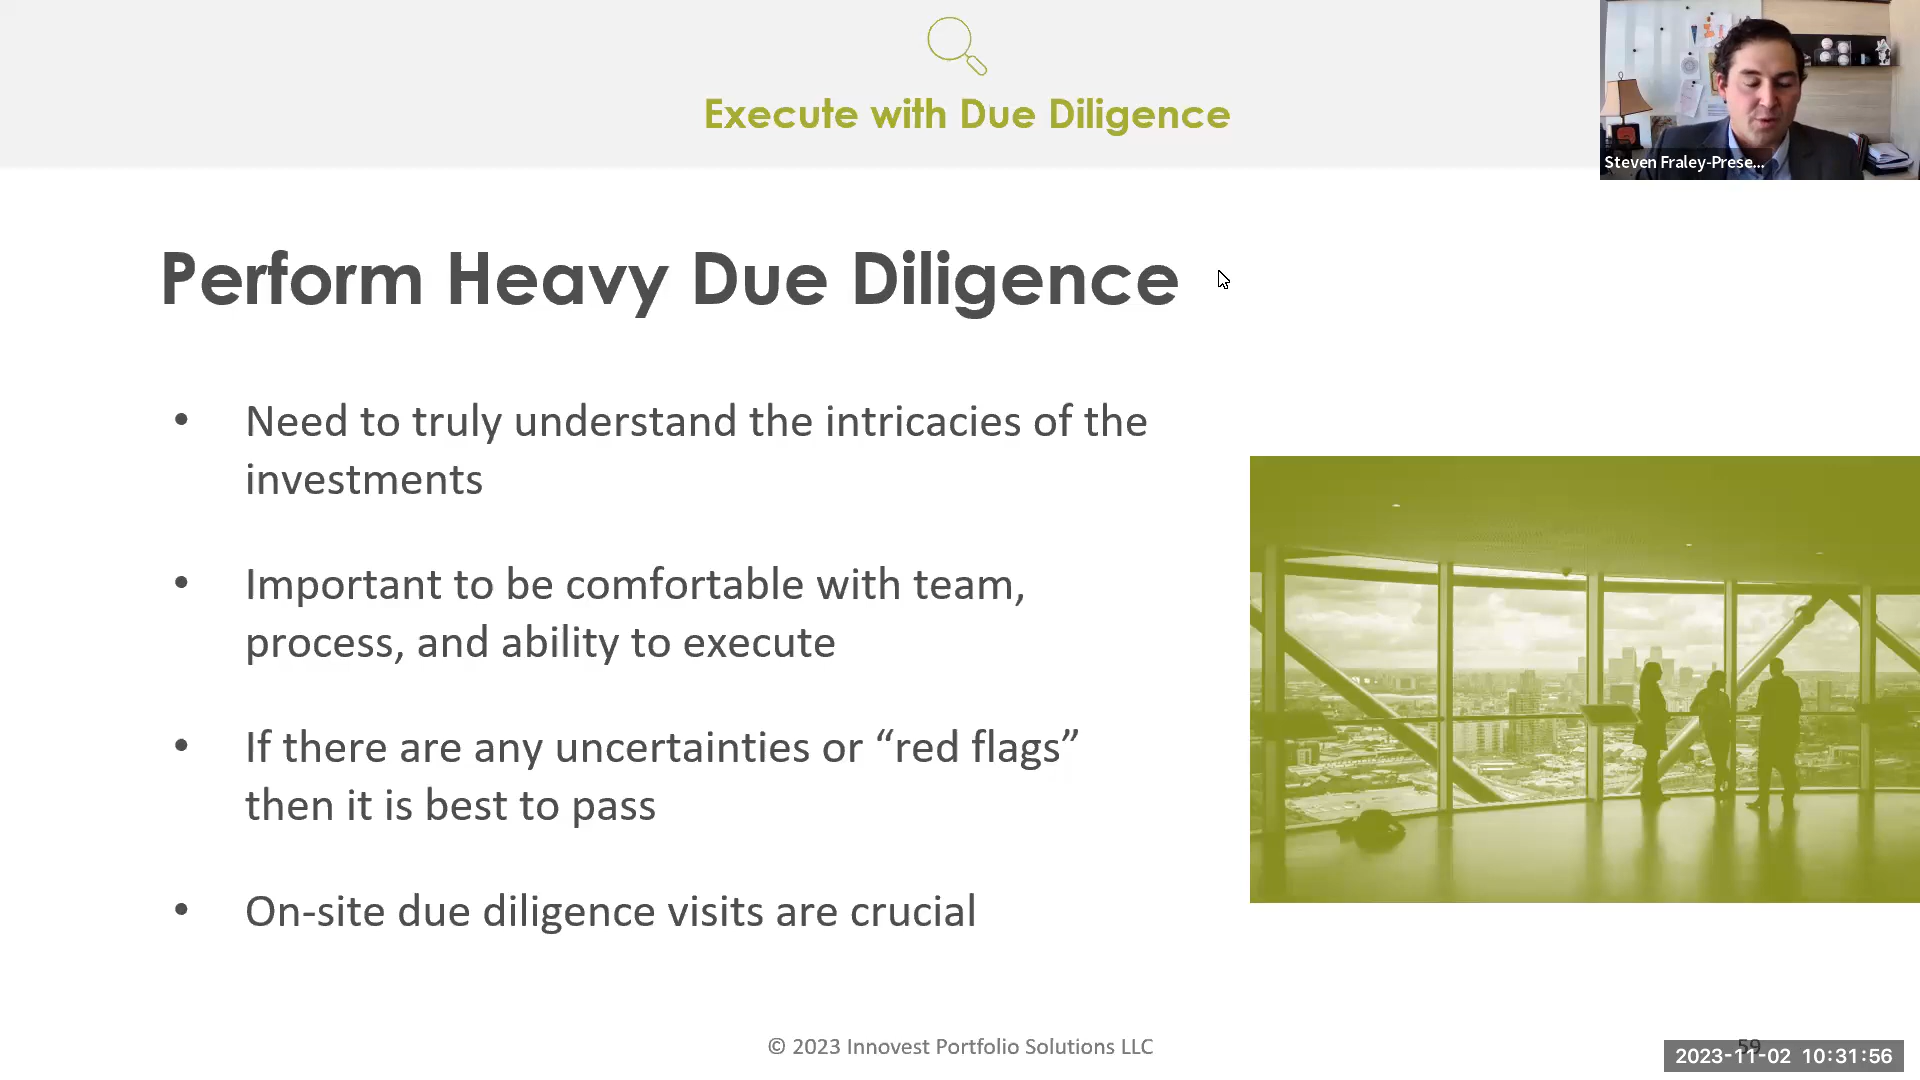 Execute with Due Diligence
Steven Fraley-Prese...
Perform Heavy Due Diligence
• Need to truly understand the intricacies of the
investments
• Important to be comfortable with team,
process, and ability to execute
• If there are any uncertainties or “red flags”
then it is best to pass
• On-site due diligence visits are crucial
© 2023 Innovest Portfolio Solutions LLC
59
2023-11-02 10:31:56